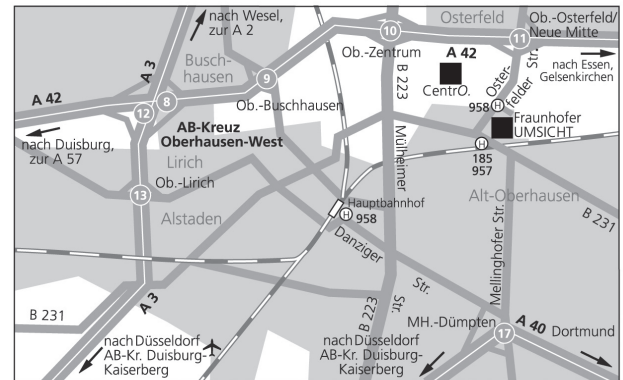 nach Wesel,
zur A 2
Osterfeld
Ob.-Osterfeld/
Neue Mitte
10
11
Ob.-Zentrum
A 42
nach Essen,
Gelsenkirchen
A 3
Busch-
hausen
9
B 223
CentrO.
Oster-
felder
Str.
A 42
12
8
Ob.-Buschhausen
958 H
Fraunhofer
UMSICHT
nach Duisburg,
zur A 57
AB-Kreuz
Oberhausen-West
Mülheimer
H
185
957
Lirich
13
Ob.-Lirich
Alt-Oberhausen
Hauptbahnhof
H 958
Alstaden
B 231
Danziger
Str.
Mellinghofer Str.
A 3
B 231
B 223
Str.
MH.-Dümpten
17
A 40
Dortmund
nach Düsseldorf
AB-Kr. Duisburg-
Kaiserberg
nach Düsseldorf
AB-Kr. Duisburg-
Kaiserberg